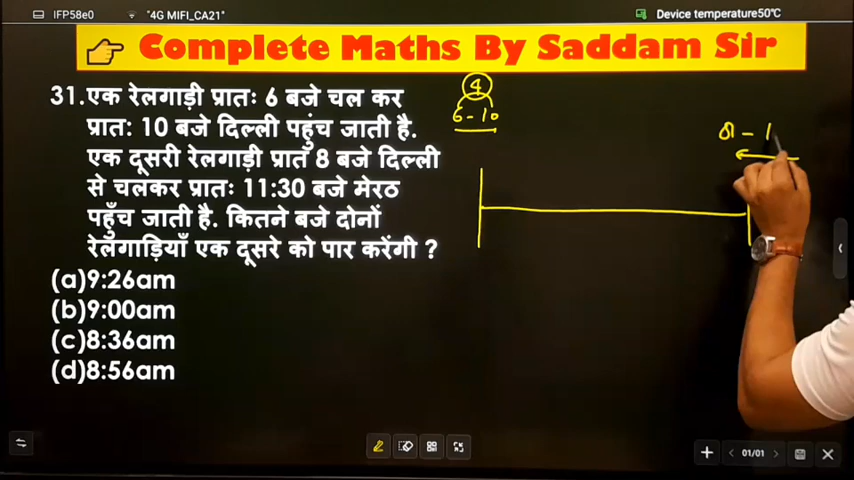 IFP58e0
"4G MIFI_CA21"
Device temperature50℃
Complete Maths By Saddam Sir
31.एक रेलगाड़ी प्रातः 6 बजे चल कर
प्रात: 10 बजे दिल्ली पहुंच जाती है.
एक दूसरी रेलगाड़ी प्रात 8 बजे दिल्ली
से चलकर प्रातः 11:30 बजे मेरठ
पहुँच जाती है. कितने बजे दोनों
रेलगाड़ियाँ एक दूसरे को पार करेंगी ?
(a)9:26am
(b)9:00am
(c)8:36am
(d)8:56am
4
6-10
8-1
01/01